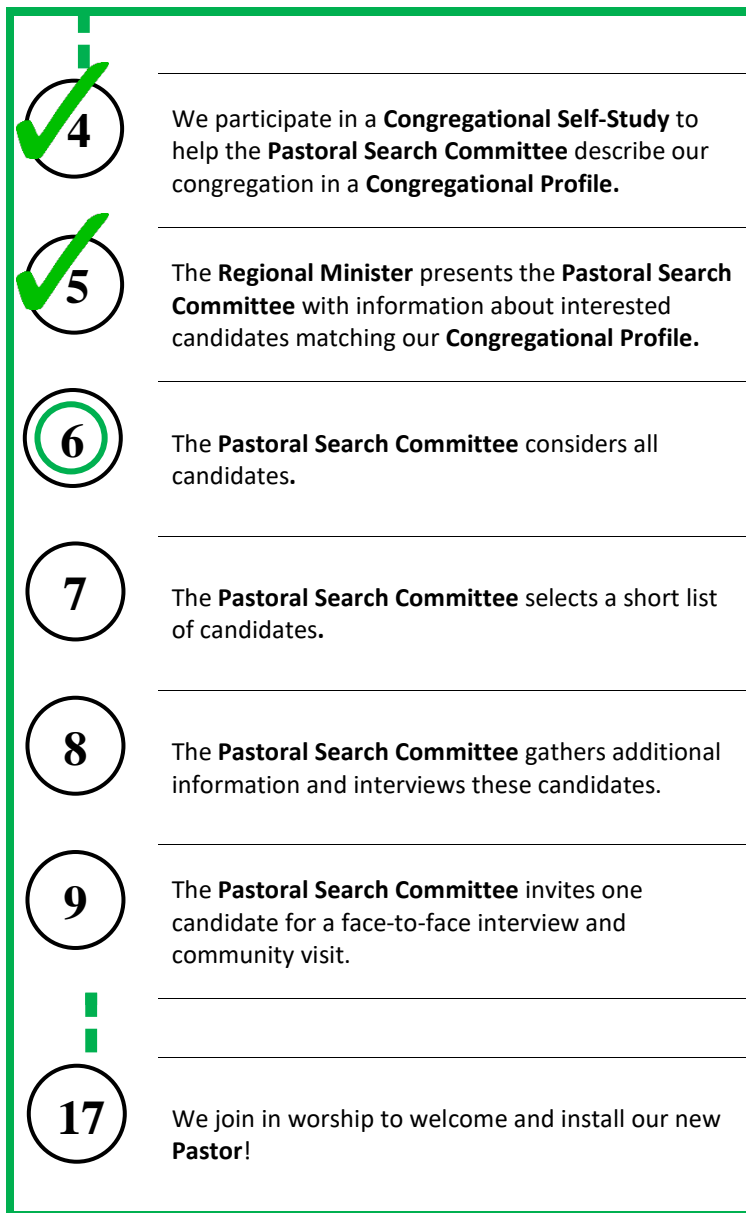 4
We participate in a Congregational Self-Study to
help the Pastoral Search Committee describe our
congregation in a Congregational Profile.
5
The Regional Minister presents the Pastoral Search
Committee with information about interested
candidates matching our Congregational Profile.
6
The Pastoral Search Committee considers all
candidates.
7
The Pastoral Search Committee selects a short list
of candidates.
8
The Pastoral Search Committee gathers additional
information and interviews these candidates.
9
The Pastoral Search Committee invites one
candidate for a face-to-face interview and
community visit.
17
We join in worship to welcome and install our new
Pastor!